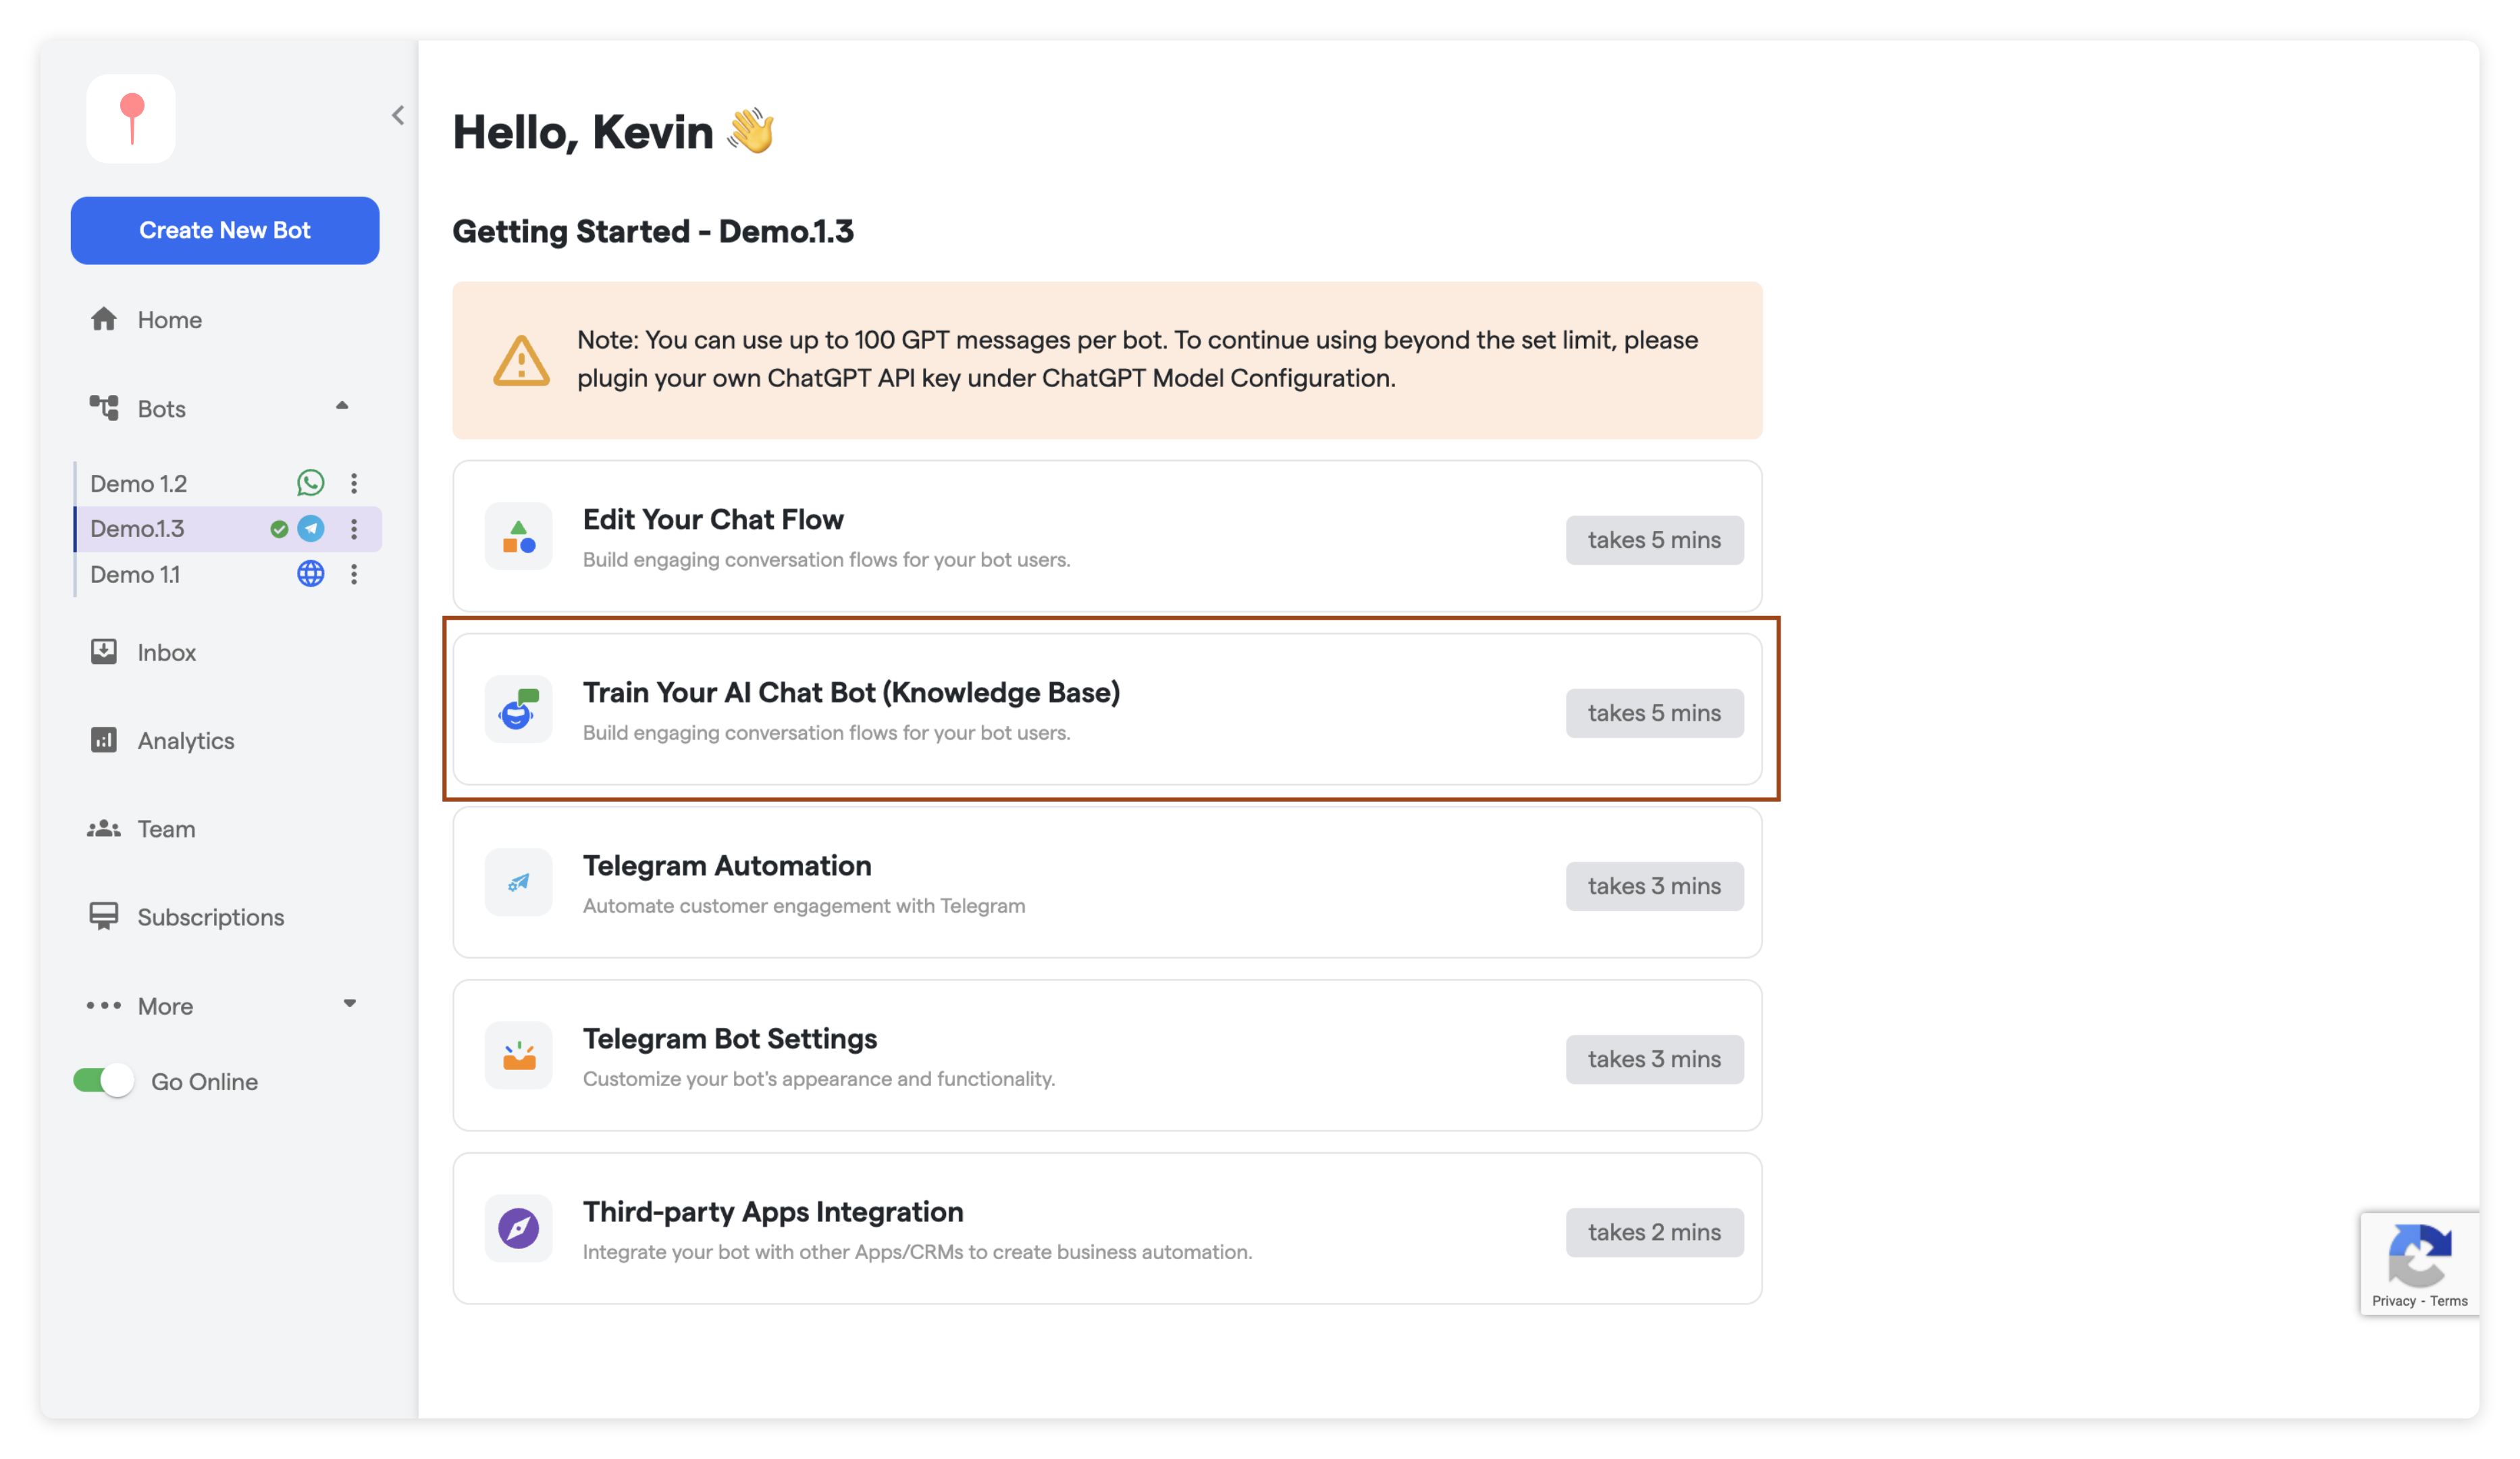 Create New Bot
Home
Bots
Demo 1.2
Demo.1.3
Demo 1.1
Inbox
Analytics
Team
Subscriptions
More
Go Online
Hello, Kevin 👋
Getting Started - Demo.1.3
Note: You can use up to 100 GPT messages per bot. To continue using beyond the set limit, please
plugin your own ChatGPT API key under ChatGPT Model Configuration.
Edit Your Chat Flow
Build engaging conversation flows for your bot users.
takes 5 mins
Train Your AI Chat Bot (Knowledge Base)
Build engaging conversation flows for your bot users.
takes 5 mins
Telegram Automation
Automate customer engagement with Telegram
takes 3 mins
Telegram Bot Settings
Customize your bot's appearance and functionality.
takes 3 mins
Third-party Apps Integration
Integrate your bot with other Apps/CRMs to create business automation.
takes 2 mins
Privacy - Terms